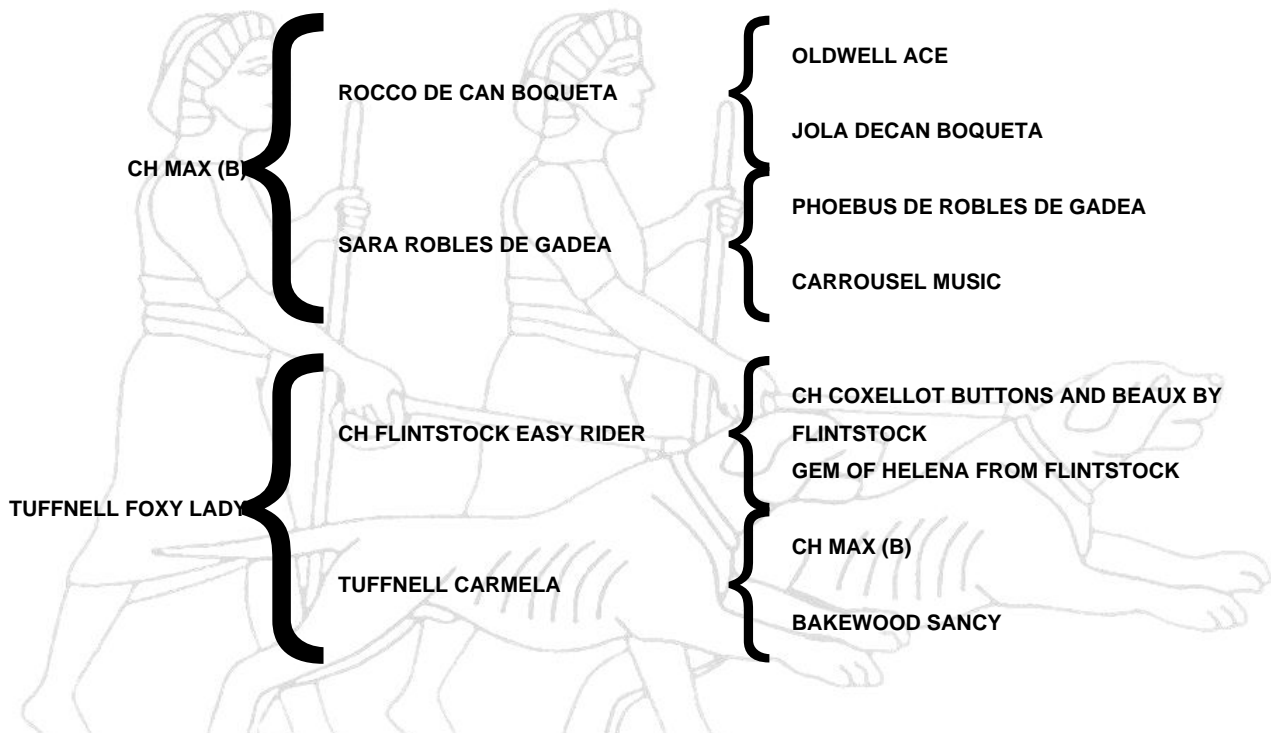 OLDWELL ACE
ROCCO DE CAN BOQUETA
JOLA DECAN BOQUETA
CH MAX (B)
PHOEBUS DE ROBLES DE GADEA
SARA ROBLES DE GADEA
CARROUSEL MUSIC
CH COXELLOT BUTTONS AND BEAUX BY
FLINTSTOCK
CH FLINTSTOCK EASY RIDER
GEM OF HELENA FROM FLINTSTOCK
TUFFNELL FOXY LADY
CH MAX (B)
TUFFNELL CARMELA
BAKEWOOD SANCY